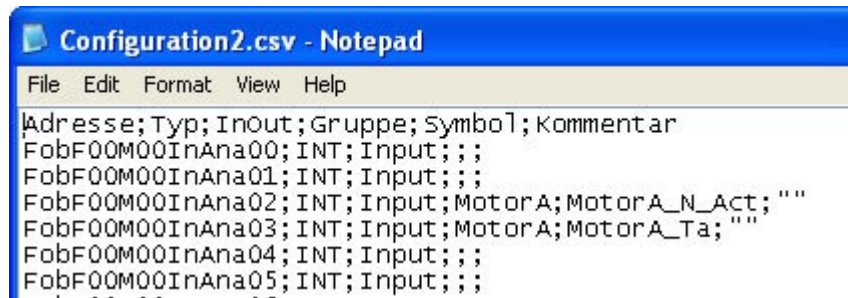 Configuration2.csv - Notepad
File Edit Format View Help
Adresse;Typ;InOut;Gruppe;Symbol;Kommentar
FobF00M00InAna00;INT;Input;;;
FobF00M00InAna01;INT;Input;;;
FobF00M00InAna02;INT;Input;MotorA;MotorA_N_Act;""
FobF00M00InAna03;INT;Input;MotorA;MotorA_Ta;""
FobF00M00InAna04;INT;Input;;;
FobF00M00InAna05;INT;Input;;;